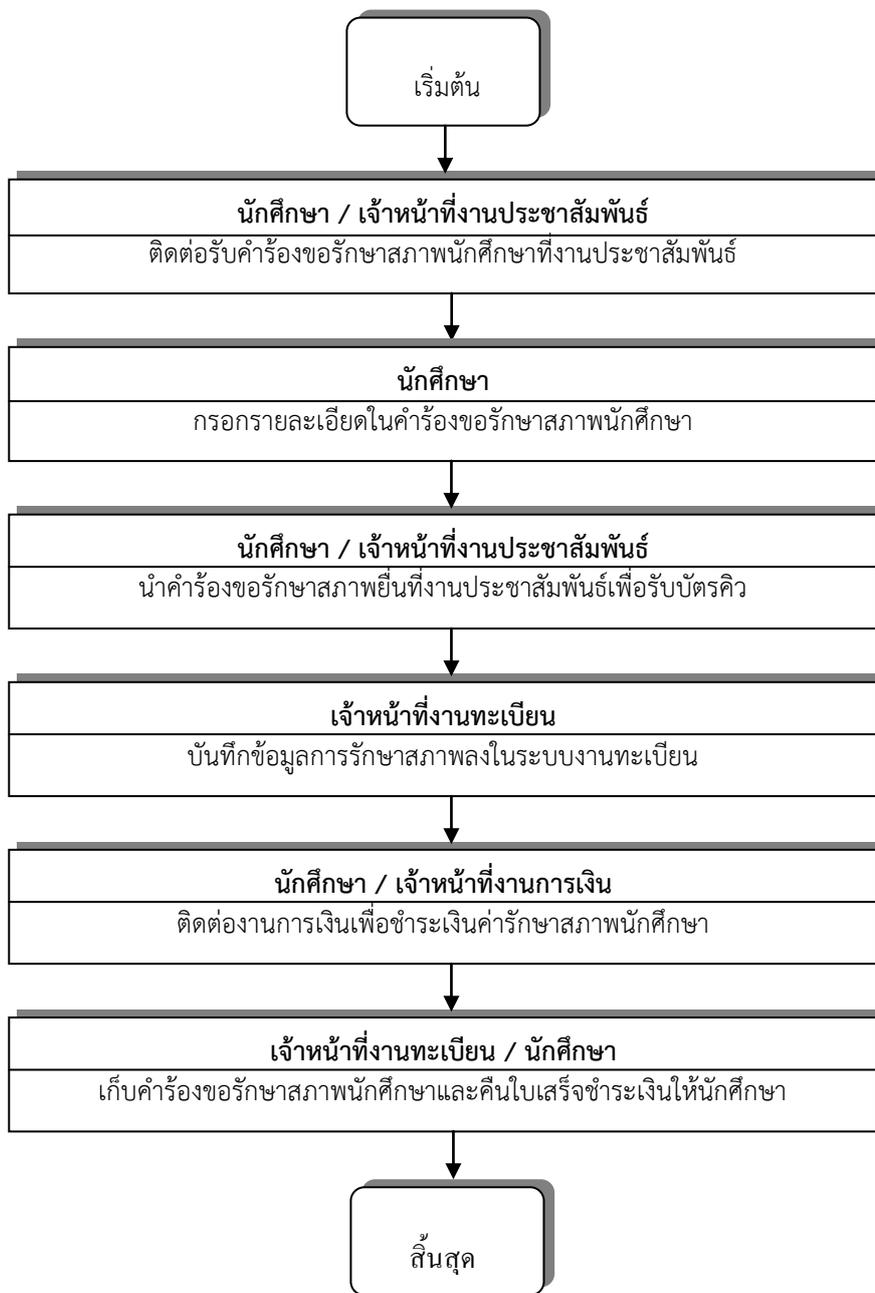 เริ่มต้น
นักศึกษา / เจ้าหน้าที่งานประชาสัมพันธ์
ติดต่อรับคำร้องขอรักษาสภาพนักศึกษาที่งานประชาสัมพันธ์
นักศึกษา
กรอกรายละเอียดในคำร้องขอรักษาสภาพนักศึกษา
นักศึกษา / เจ้าหน้าที่งานประชาสัมพันธ์
นำคำร้องขอรักษาสภาพยื่นที่งานประชาสัมพันธ์เพื่อรับบัตรคิว
เจ้าหน้าที่งานทะเบียน
บันทึกข้อมูลการรักษาสภาพลงในระบบงานทะเบียน
นักศึกษา / เจ้าหน้าที่งานการเงิน
ติดต่องานการเงินเพื่อชำระเงินค่ารักษาสภาพนักศึกษา
เจ้าหน้าที่งานทะเบียน / นักศึกษา
เก็บคำร้องขอรักษาสภาพนักศึกษาและคืนใบเสร็จชำระเงินให้นักศึกษา
สิ้นสุด